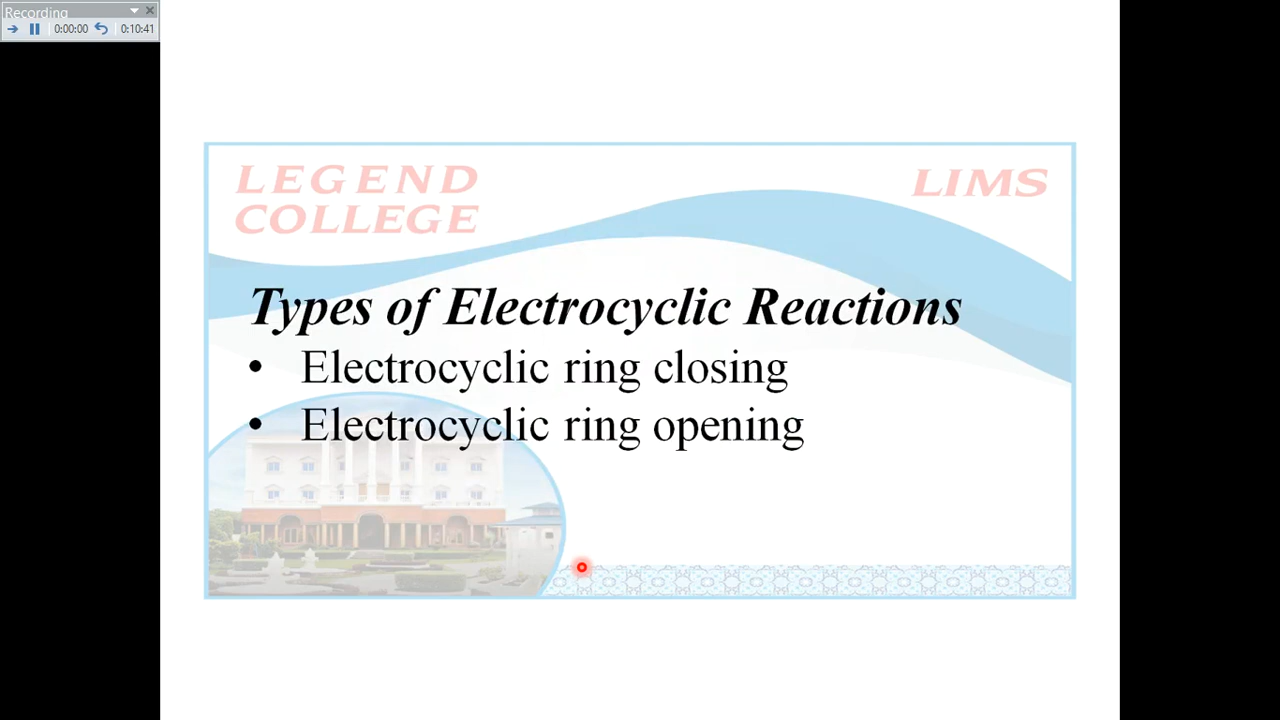 Recording
0:00:00 0:10:41
LEGEND LIMS
COLLEGE
Types of Electrocyclic Reactions
• Electrocyclic ring closing
• Electrocyclic ring opening